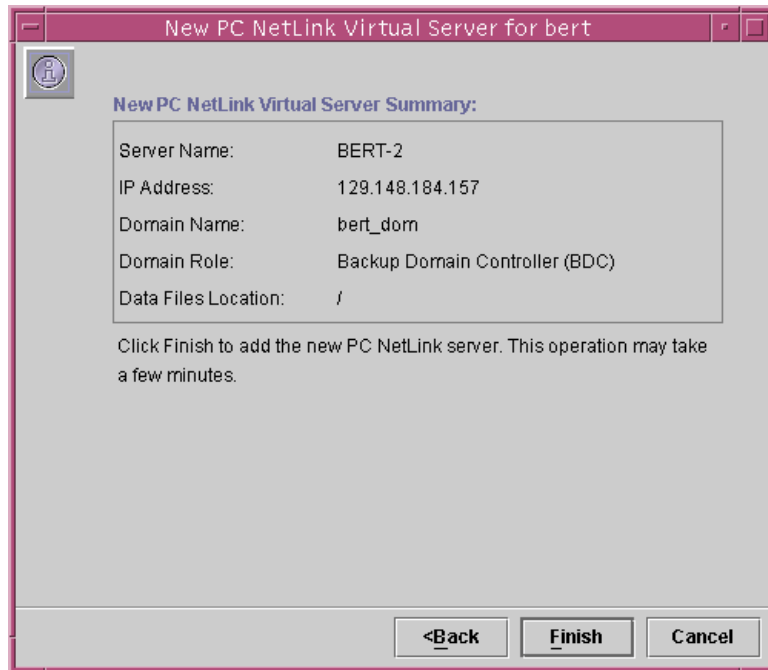 New PC NetLink Virtual Server for bert
New PC NetLink Virtual Server Summary:
Server Name: BERT-2
IP Address: 129.148.184.157
Domain Name: bert_dom
Domain Role: Backup Domain Controller (BDC)
Data Files Location: /
Click Finish to add the new PC NetLink server. This operation may take
a few minutes.
<Back Finish Cancel